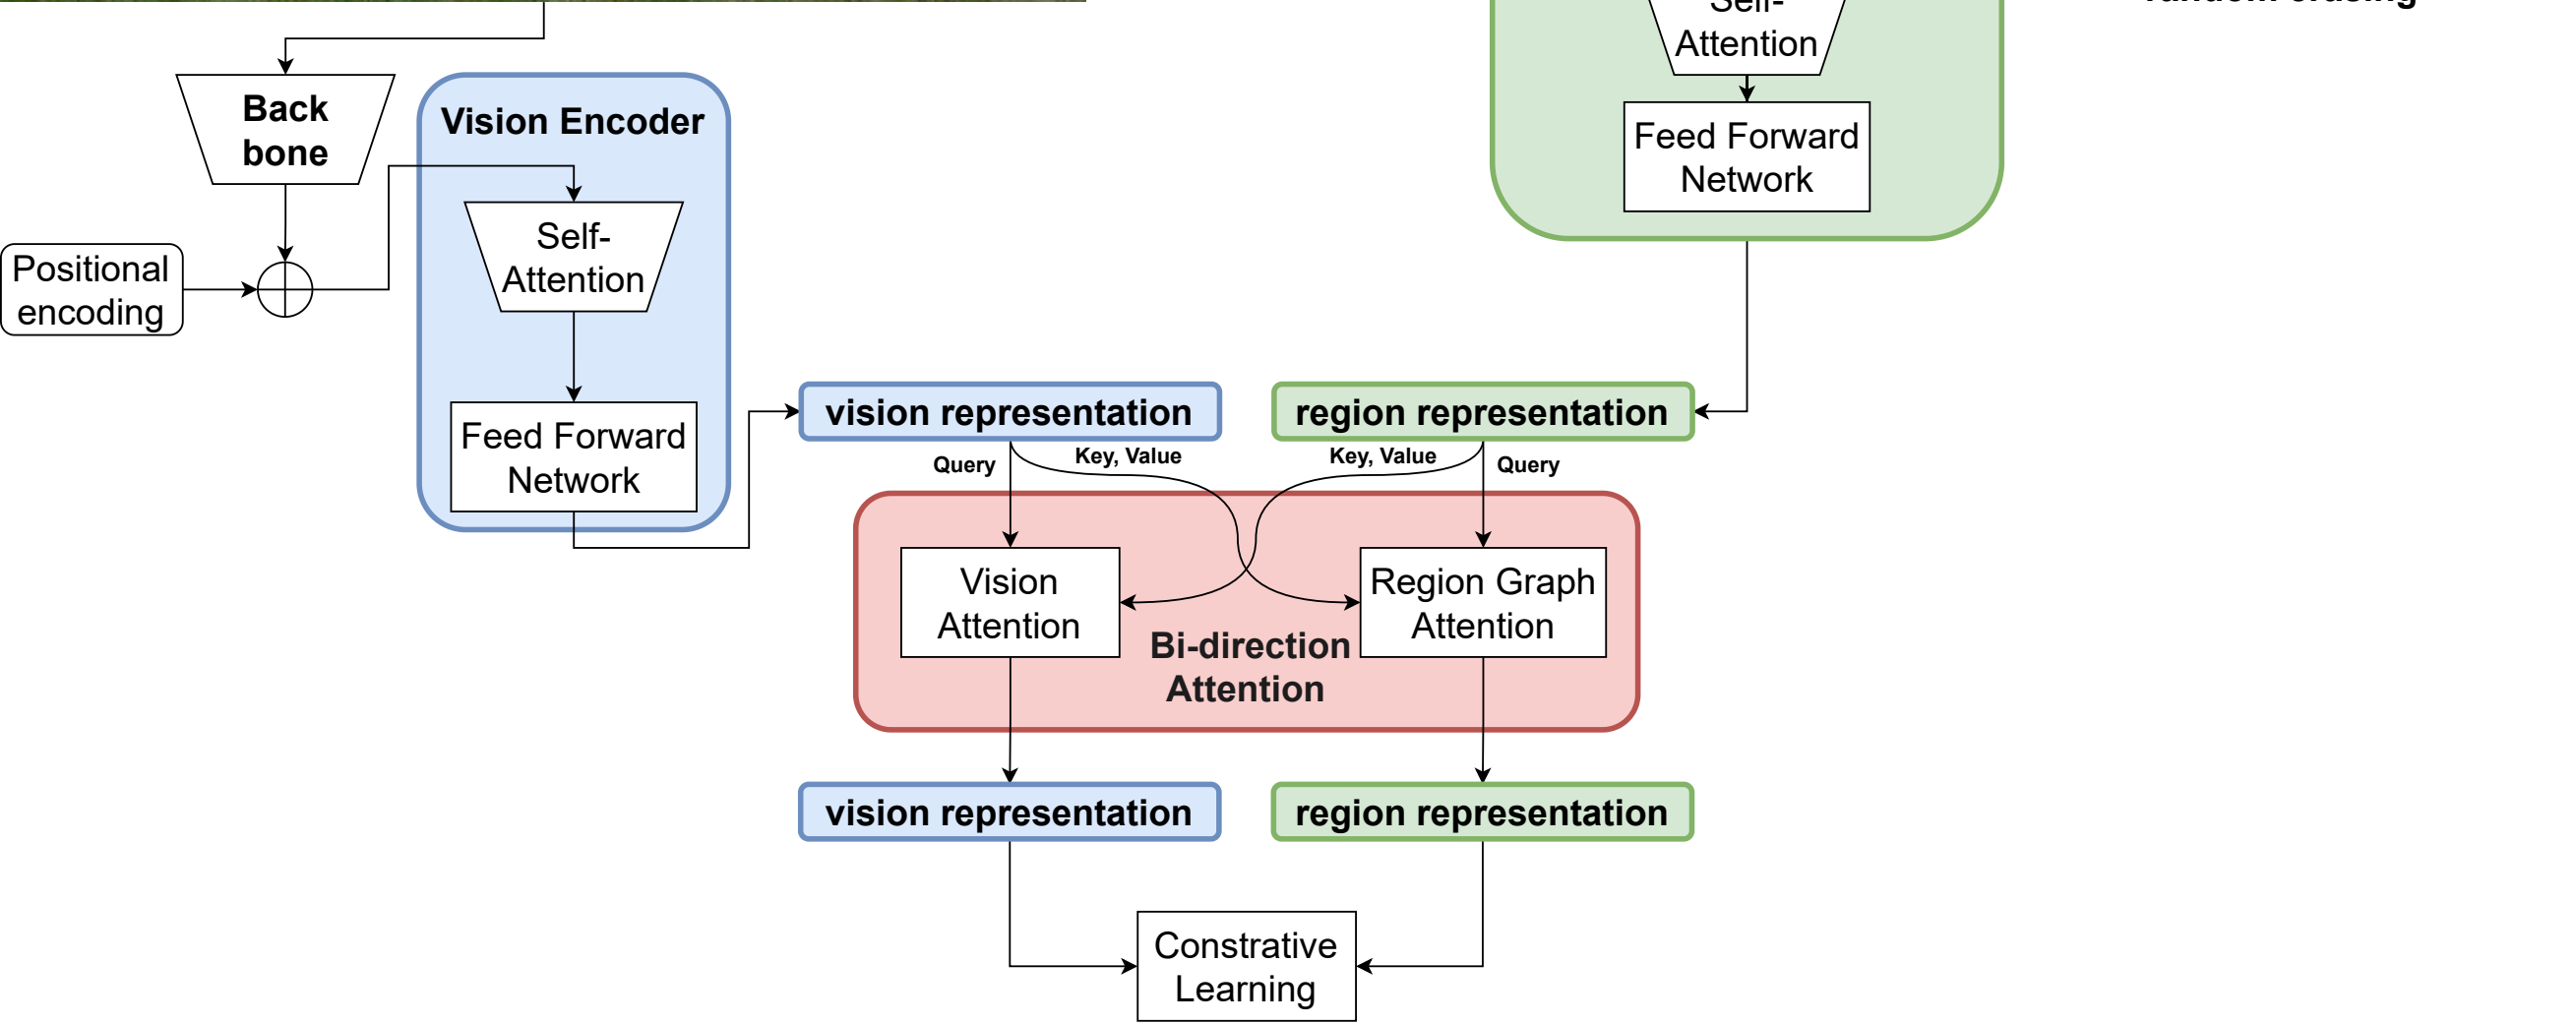 Self-
Attention
random erasing
Feed Forward
Network
Back
bone
Vision Encoder
Self-
Attention
Positional
encoding
Feed Forward
Network
vision representation
region representation
Query
Key, Value
Key, Value
Query
Vision
Attention
Region Graph
Attention
Bi-direction
Attention
vision representation
region representation
Constrative
Learning